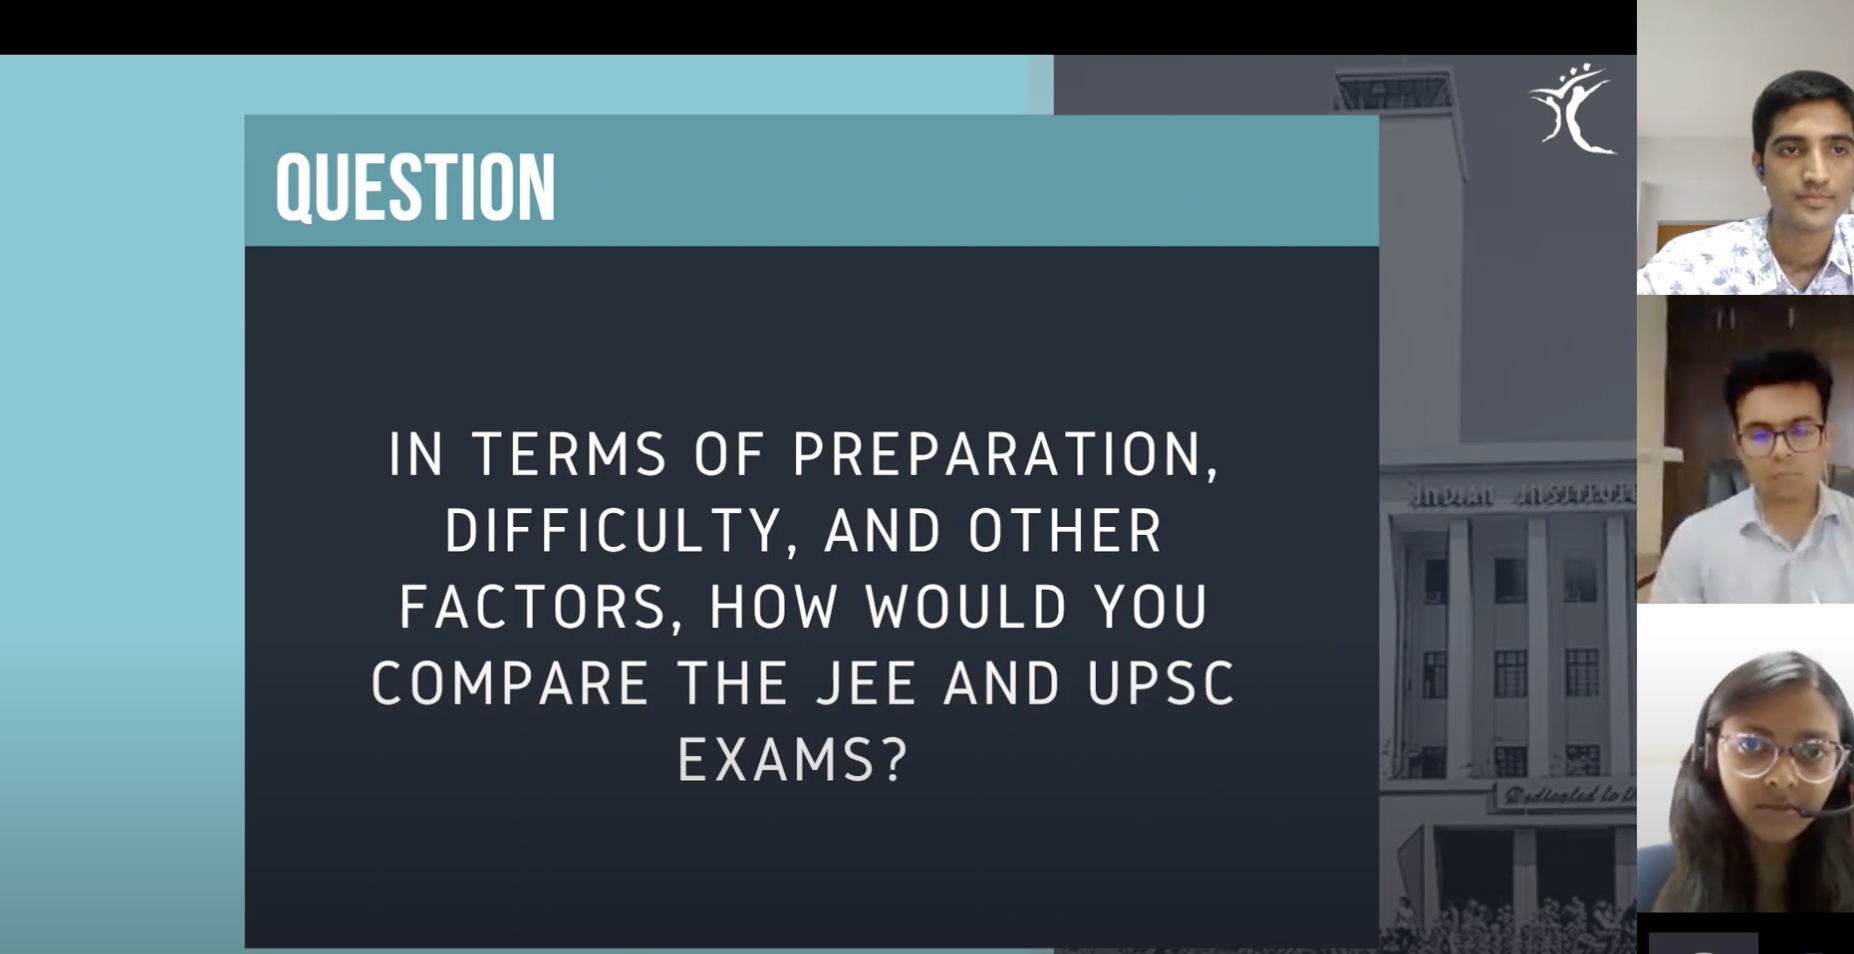 QUESTION
IN TERMS OF PREPARATION,
DIFFICULTY, AND OTHER
FACTORS, HOW WOULD YOU
COMPARE THE JEE AND UPSC
EXAMS?
INDIAN INSTITUTE
Dedicated to